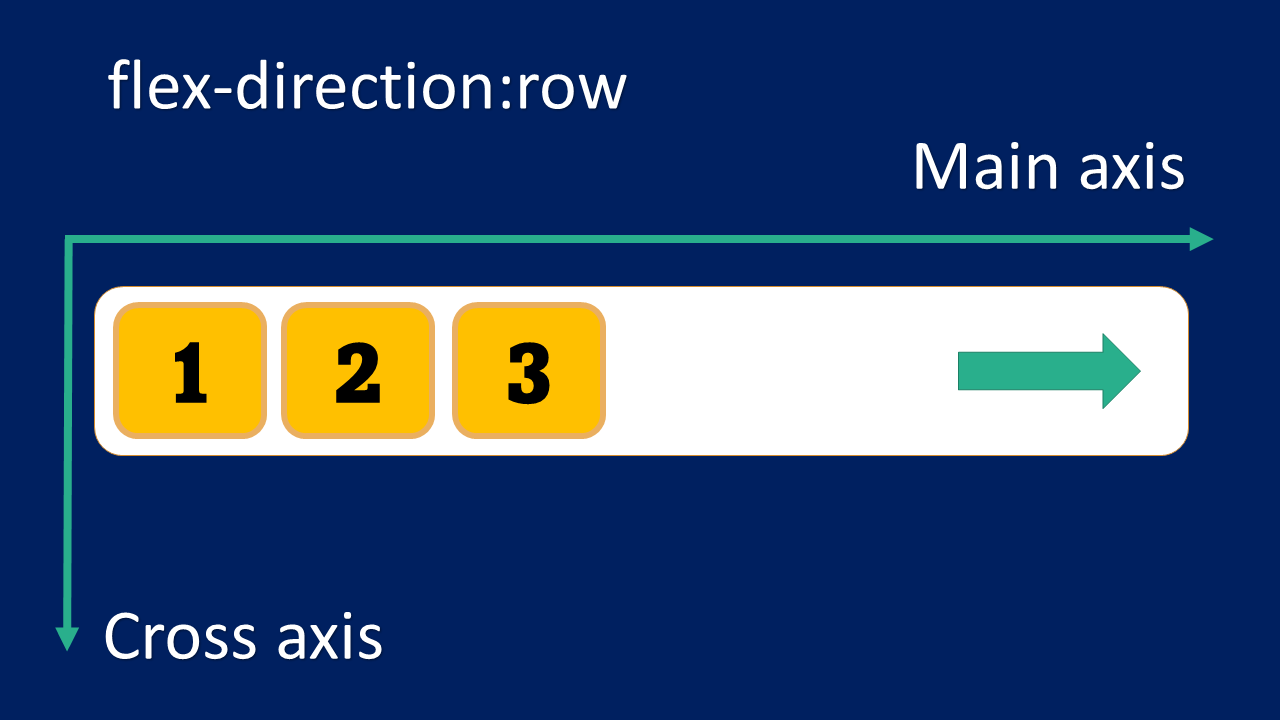 flex-direction:row
Main axis
1 2 3
Cross axis